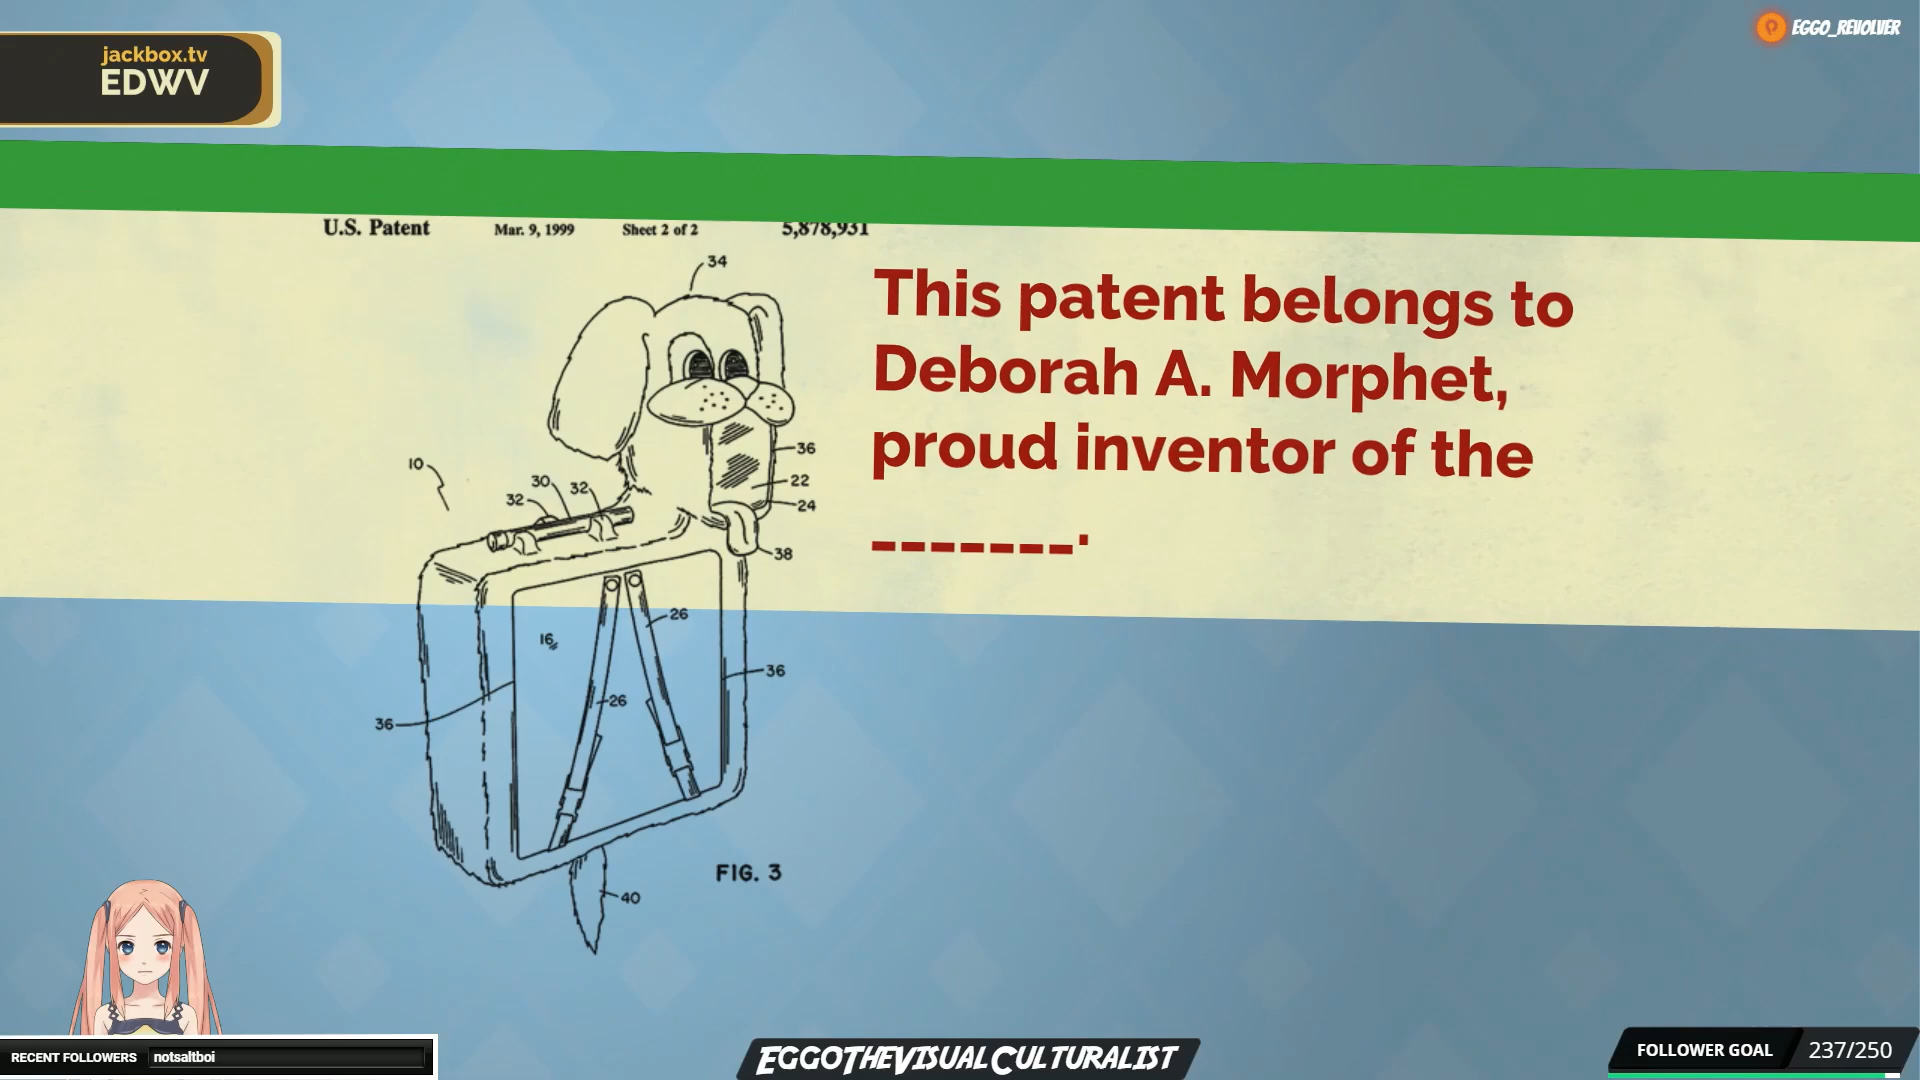 jackbox.tv
EDWV
EGGO_REVOLVER
U.S. Patent Mar. 9, 1999 Sheet 2 of 2 5,878,931
This patent belongs to
Deborah A. Morphet,
proud inventor of the
_______.
34
10
30
32
32
36
22
24
38
26
16
36
26
36
FIG. 3
40
RECENT FOLLOWERS notsaltboi
EGGOTHEVISUALCULTURALIST
FOLLOWER GOAL 237/250